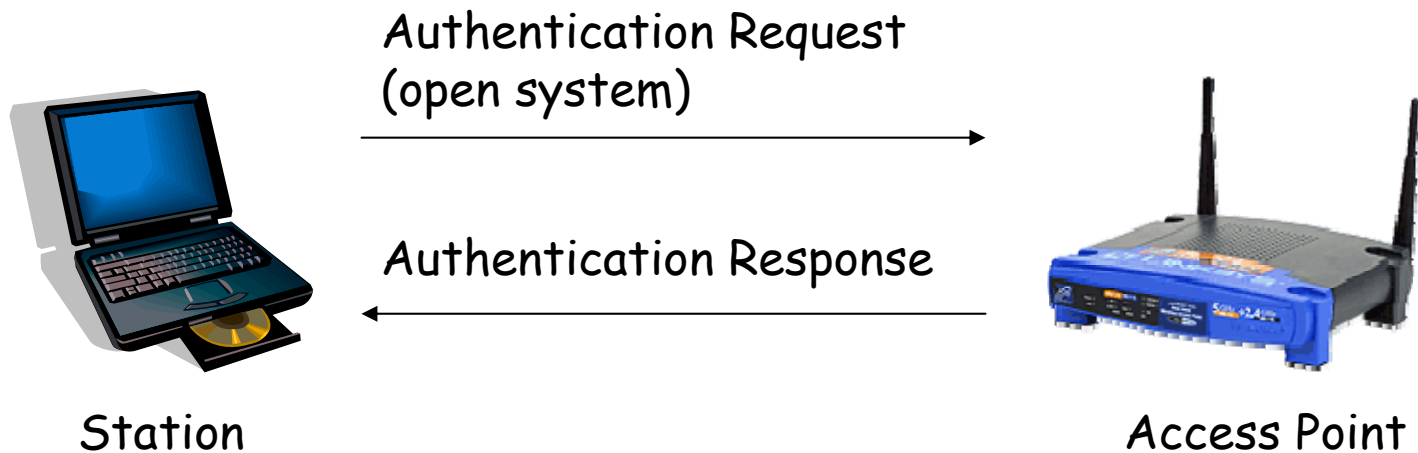 Authentication Request
(open system)
Authentication Response
Station
Access Point